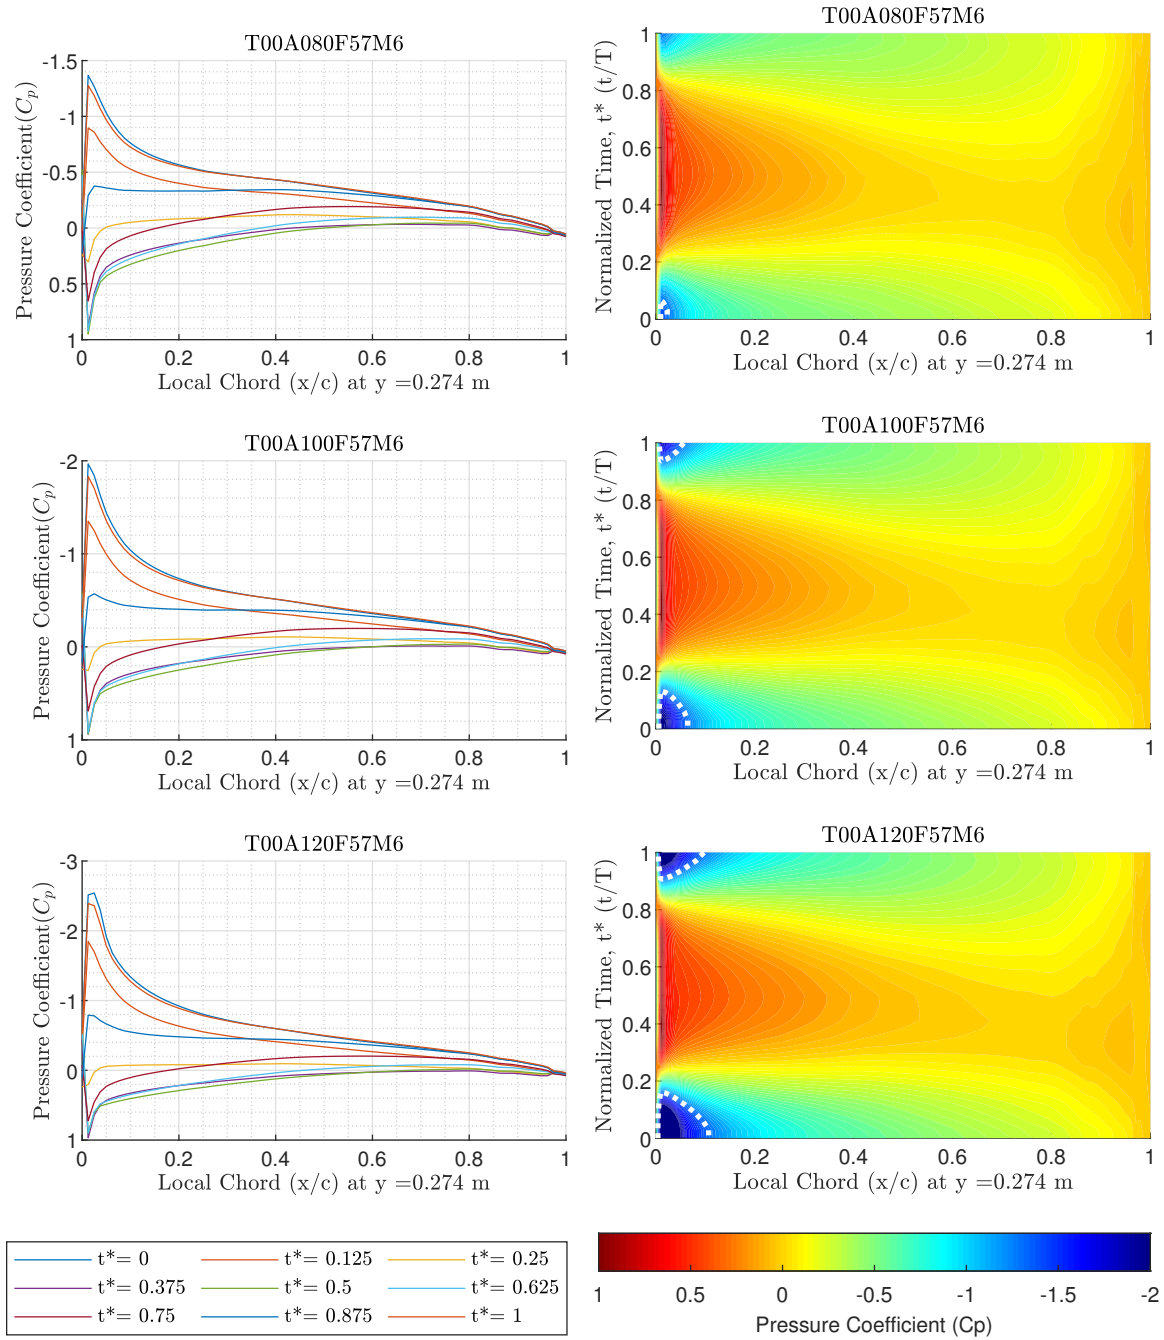 T00A080F57M6
-1.5
-1
-0.5
0
0.5
1
Pressure Coefficient(Cp)
0 0.2 0.4 0.6 0.8 1
Local Chord (x/c) at y =0.274 m
T00A080F57M6
1
0.8
0.6
0.4
0.2
0
Normalized Time, t* (t/T)
0 0.2 0.4 0.6 0.8 1
Local Chord (x/c) at y =0.274 m
T00A100F57M6
-2
-1
0
1
Pressure Coefficient(Cp)
0 0.2 0.4 0.6 0.8 1
Local Chord (x/c) at y =0.274 m
T00A100F57M6
1
0.8
0.6
0.4
0.2
0
Normalized Time, t* (t/T)
0 0.2 0.4 0.6 0.8 1
Local Chord (x/c) at y =0.274 m
T00A120F57M6
-3
-2
-1
0
1
Pressure Coefficient(Cp)
0 0.2 0.4 0.6 0.8 1
Local Chord (x/c) at y =0.274 m
T00A120F57M6
1
0.8
0.6
0.4
0.2
0
Normalized Time, t* (t/T)
0 0.2 0.4 0.6 0.8 1
Local Chord (x/c) at y =0.274 m
t*= 0 t*= 0.125 t*= 0.25
t*= 0.375 t*= 0.5 t*= 0.625
t*= 0.75 t*= 0.875 t*= 1
1 0.5 0 -0.5 -1 -1.5 -2
Pressure Coefficient (Cp)